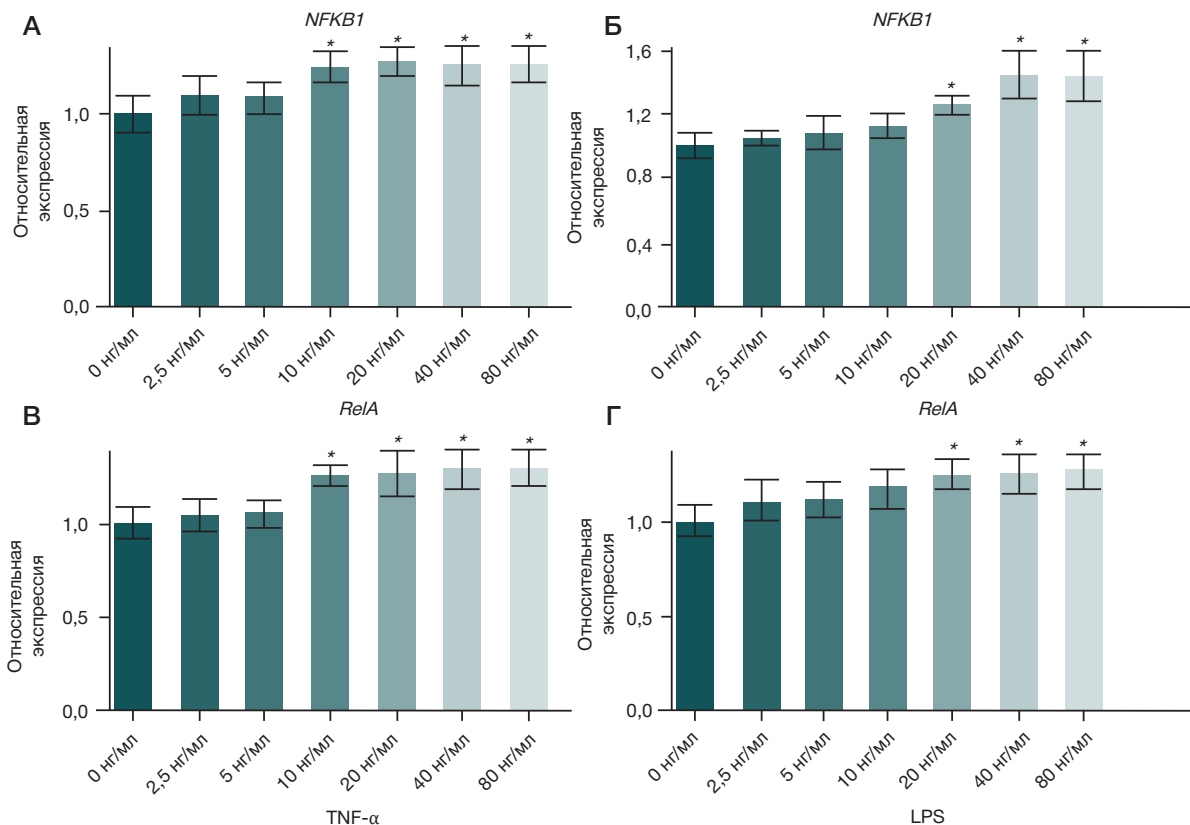 А
NFKB1
Относительная
экспрессия
1,0
0,5
0,0
* * * *
0 нг/мл
2,5 нг/мл
5 нг/мл
10 нг/мл
20 нг/мл
40 нг/мл
80 нг/мл
Б
NFKB1
Относительная
экспрессия
1,6
1,2
0,8
0,4
0,0
* * *
0 нг/мл
2,5 нг/мл
5 нг/мл
10 нг/мл
20 нг/мл
40 нг/мл
80 нг/мл
В
RelA
Относительная
экспрессия
1,0
0,5
0,0
* * * *
0 нг/мл
2,5 нг/мл
5 нг/мл
10 нг/мл
20 нг/мл
40 нг/мл
80 нг/мл
TNF-α
Г
RelA
Относительная
экспрессия
1,0
0,5
0,0
* * *
0 нг/мл
2,5 нг/мл
5 нг/мл
10 нг/мл
20 нг/мл
40 нг/мл
80 нг/мл
LPS